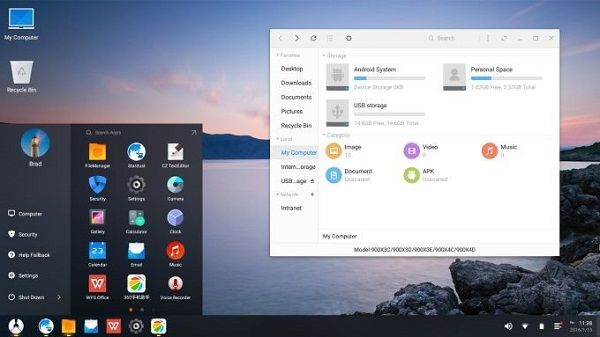 My Computer
Recycle Bin
Search Apps
Brad
FileManager
Stardust
CZ TextEditor
Security
Settings
Camera
Gallery
Calculator
Clock
Calendar
Email
Music
WPS Office
360手机助手
Voice Recorder
Computer
Security
Help Fallback
Settings
Shut Down
Search
Favorites
Desktop
Downloads
Documents
Pictures
Recycle Bin
Local
My Computer
Intern...orage
USB...age
Network
Intranet
Storage
Android System
Device Storage 0KB
Personal Space
1.82GB Free, 2.53GB Total
USB storage
14.6GB Free, 14.6GB Total
Category
Image
10
Video
0
Music
0
Document
Unscaned
APK
Unscaned
My Computer
Model:900X3C/900X3D/900X3E/900X4C/900X4D
11:38
2016/1/15